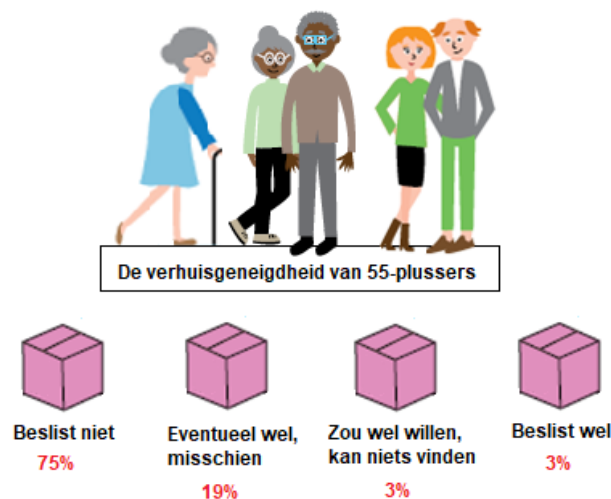 De verhuisgeneigdheid van 55-plussers
Beslist niet
75%
Eventueel wel,
misschien
19%
Zou wel willen,
kan niets vinden
3%
Beslist wel
3%